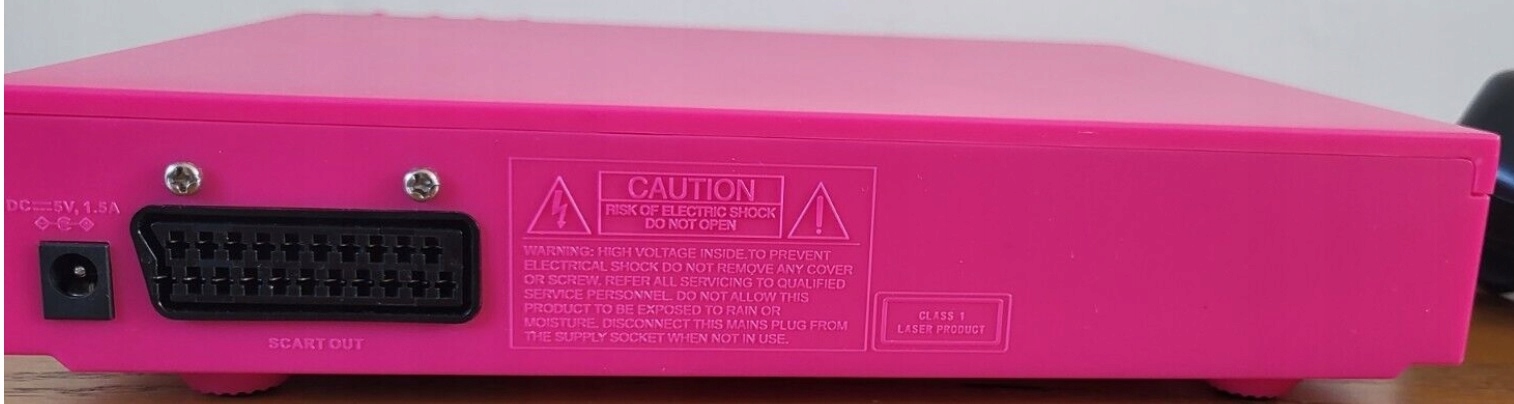 DC⎓5V, 1.5A
SCART OUT
CAUTION
RISK OF ELECTRIC SHOCK
DO NOT OPEN
WARNING: HIGH VOLTAGE INSIDE.TO PREVENT
ELECTRICAL SHOCK DO NOT REMOVE ANY COVER
OR SCREW, REFER ALL SERVICING TO QUALIFIED
SERVICE PERSONNEL. DO NOT ALLOW THIS
PRODUCT TO BE EXPOSED TO RAIN OR
MOISTURE. DISCONNECT THIS MAINS PLUG FROM
THE SUPPLY SOCKET WHEN NOT IN USE.
CLASS 1
LASER PRODUCT